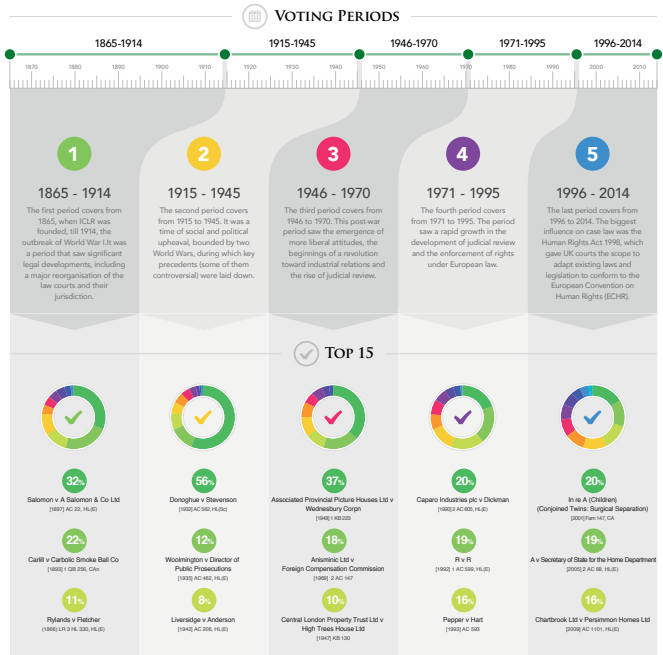 VOTING PERIODS
1865-1914 1915-1945 1946-1970 1971-1995 1996-2014
1870 1880 1890 1900 1910 1920 1930 1940 1950 1960 1970 1980 1990 2000 2010
1
1865 - 1914
The first period covers from
1865, when ICLR was
founded, till 1914, the
outbreak of World War I.It was
a period that saw significant
legal developments, including
a major reorganisation of the
law courts and their
jurisdiction.
2
1915 - 1945
The second period covers
from 1915 to 1945. It was a
time of social and political
upheaval, bounded by two
World Wars, during which key
precedents (some of them
controversial) were laid down.
3
1946 - 1970
The third period covers from
1946 to 1970. This post-war
period saw the emergence of
more liberal attitudes, the
beginnings of a revolution
toward industrial relations and
the rise of judicial review.
4
1971 - 1995
The fourth period covers
from 1971 to 1995. The period
saw a rapid growth in the
development of judicial review
and the enforcement of rights
under European law.
5
1996 - 2014
The last period covers from
1996 to 2014. The biggest
influence on case law was the
Human Rights Act 1998, which
gave UK courts the scope to
adapt existing laws and
legislation to conform to the
European Convention on
Human Rights (ECHR).
TOP 15
32%
Salomon v A Salomon & Co Ltd
[1897] AC 22, HL(E)
22%
Carlill v Carbolic Smoke Ball Co
[1893] 1 QB 256, CAn
11%
Rylands v Fletcher
(1868) LR 3 HL 330, HL(E)
56%
Donoghue v Stevenson
[1932] AC 562, HL(Sc)
12%
Woolmington v Director of
Public Prosecutions
[1935] AC 462, HL(E)
8%
Liversidge v Anderson
[1942] AC 206, HL(E)
37%
Associated Provincial Picture Houses Ltd v
Wednesbury Corpn
[1948] 1 KB 223
18%
Anisminic Ltd v
Foreign Compensation Commission
[1969] 2 AC 147
10%
Central London Property Trust Ltd v
High Trees House Ltd
[1947] KB 130
20%
Caparo Industries plc v Dickman
[1990] 2 AC 605, HL(E)
19%
R v R
[1992] 1 AC 599, HL(E)
16%
Pepper v Hart
[1993] AC 593
20%
In re A (Children)
(Conjoined Twins: Surgical Separation)
[2001] Fam 147, CA
19%
A v Secretary of State for the Home Department
[2005] 2 AC 68, HL(E)
16%
Chartbrook Ltd v Persimmon Homes Ltd
[2009] AC 1101, HL(E)